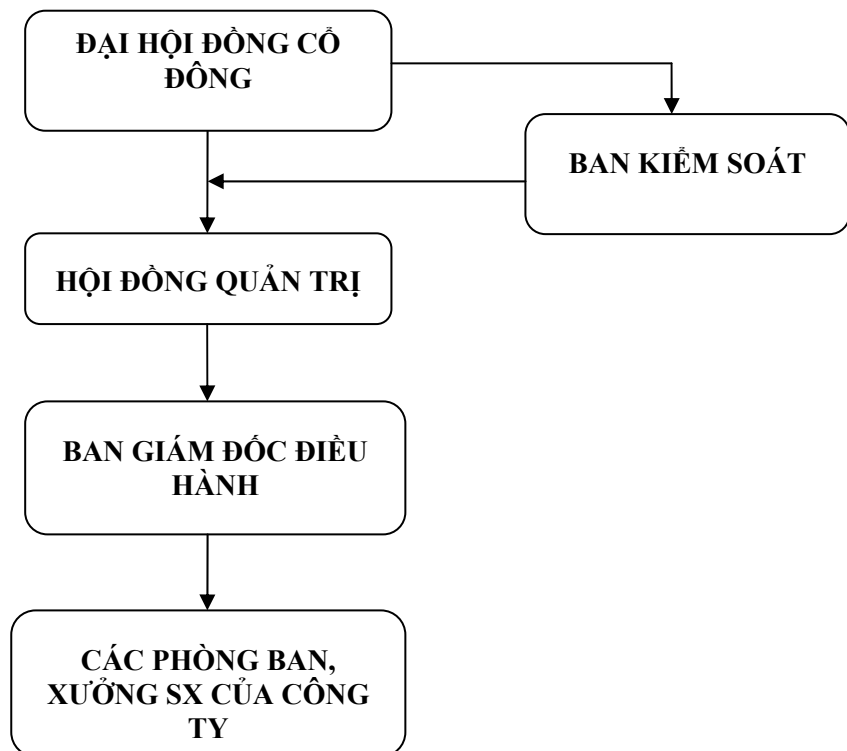 ĐẠI HỘI ĐỒNG CỔ
ĐÔNG
BAN KIỂM SOÁT
HỘI ĐỒNG QUẢN TRỊ
BAN GIÁM ĐỐC ĐIỀU
HÀNH
CÁC PHÒNG BAN,
XƯỞNG SX CỦA CÔNG
TY